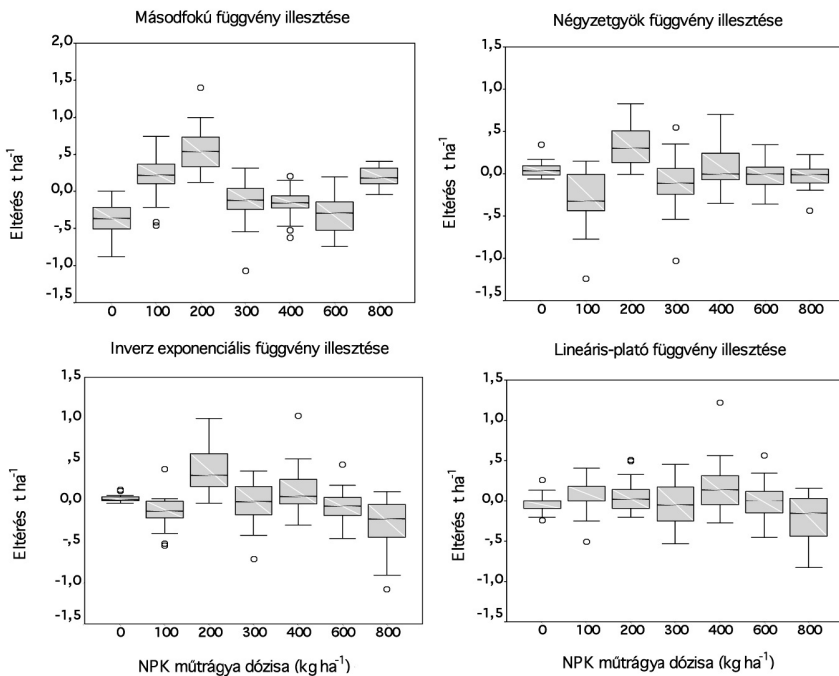 Másodfokú függvény illesztése
Eltérés t ha-1
2,0
1,5
1,0
,5
0,0
-,5
-1,0
-1,5
0 100 200 300 400 600 800
Négyzetgyök függvény illesztése
Eltérés t ha-1
1,5
1,0
,5
0,0
-,5
-1,0
-1,5
0 100 200 300 400 600 800
Inverz exponenciális függvény illesztése
Eltérés t ha-1
1,5
1,0
,5
0,0
-,5
-1,0
-1,5
0 100 200 300 400 600 800
NPK műtrágya dózisa (kg ha-1)
Lineáris-plató függvény illesztése
Eltérés t ha-1
1,5
1,0
,5
0,0
-,5
-1,0
-1,5
0 100 200 300 400 600 800
NPK műtrágya dózisa (kg ha-1)